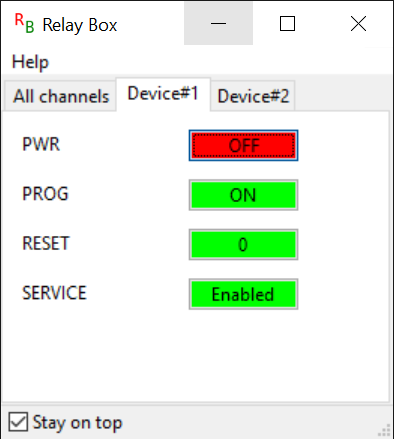 RB Relay Box
Help
All channels Device#1 Device#2
PWR OFF
PROG ON
RESET 0
SERVICE Enabled
Stay on top